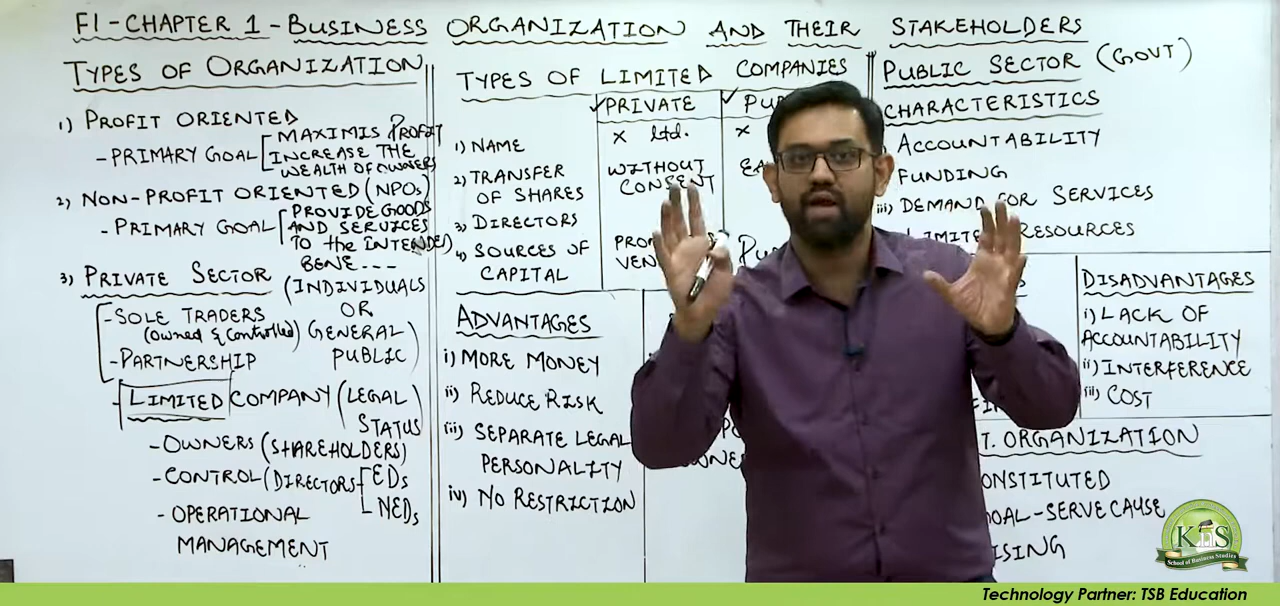 F1-CHAPTER 1 - BUSINESS ORGANIZATION AND THEIR STAKEHOLDERS
TYPES OF ORGANIZATION
1) PROFIT ORIENTED
- PRIMARY GOAL
MAXIMIS PROFIT
INCREASE THE
WEALTH OF OWNERS
2) NON-PROFIT ORIENTED (NPOs)
- PRIMARY GOAL
PROVIDE GOODS
AND SERVICES
TO the INTENDED
BENE....
3) PRIVATE SECTOR (INDIVIDUALS
OR
GENERAL
PUBLIC)
- SOLE TRADERS
(Owned & Controlled)
- PARTNERSHIP
- LIMITED COMPANY (LEGAL
STATUS)
- OWNERS (SHAREHOLDERS)
- CONTROL (DIRECTORS
EDs
NEDs
- OPERATIONAL
MANAGEMENT
TYPES OF LIMITED COMPANIES
PRIVATE
1) NAME
x Ltd.
x
2) TRANSFER
OF SHARES
WITHOUT
CONSENT
3) DIRECTORS
4) SOURCES OF
CAPITAL
ADVANTAGES
i) MORE MONEY
ii) REDUCE RISK
iii) SEPARATE LEGAL
PERSONALITY
iv) NO RESTRICTION
PUBLIC SECTOR (GOVT)
CHARACTERISTICS
ACCOUNTABILITY
FUNDING
iii) DEMAND FOR SERVICES
RESOURCES
DISADVANTAGES
i) LACK OF
ACCOUNTABILITY
ii) INTERFERENCE
iii) COST
T. ORGANIZATION
ONSTITUTED
OAL - SERVE CAUSE
ISING
KnS
School of Business Studies
Technology Partner: TSB Education